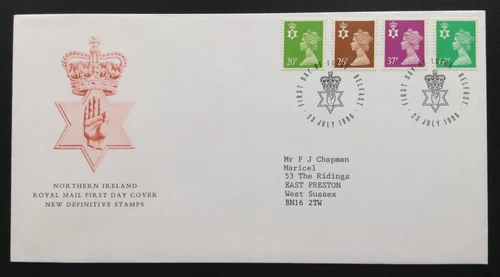 20p
26p
37p
63p
FIRST DAY OF ISSUE BELFAST
23 JULY 1996
FIRST DAY OF ISSUE BELFAST
23 JULY 1996
Mr P J Chapman
Maricel
53 The Ridings
EAST PRESTON
West Sussex
BN16 2TW
NORTHERN IRELAND
ROYAL MAIL FIRST DAY COVER
NEW DEFINITIVE STAMPS